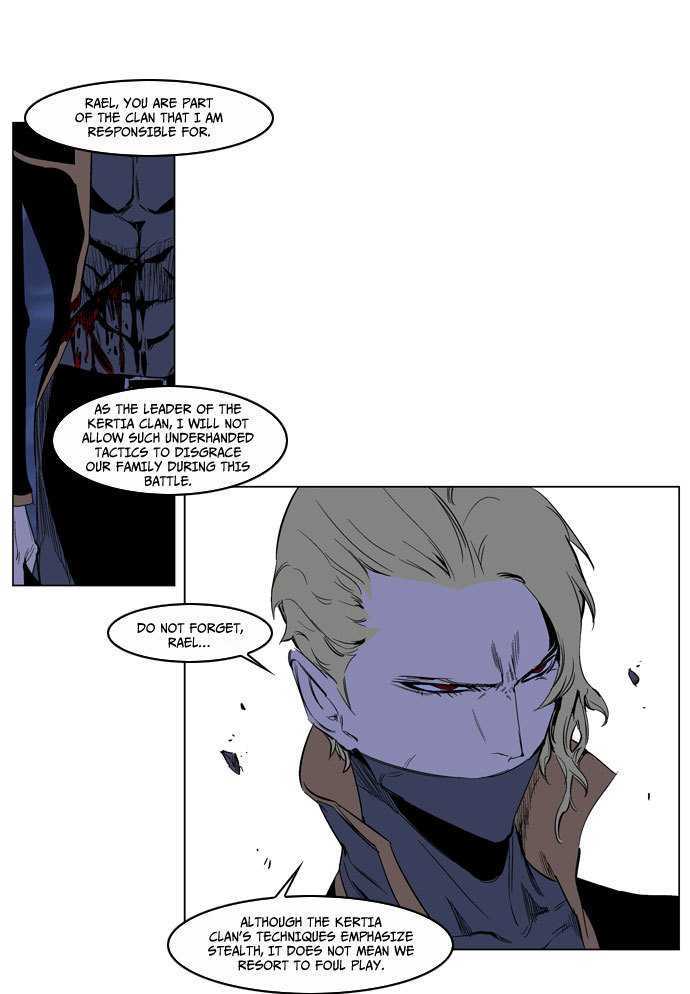 RAEL, YOU ARE PART
OF THE CLAN THAT I AM
RESPONSIBLE FOR.
AS THE LEADER OF THE
KERTIA CLAN, I WILL NOT
ALLOW SUCH UNDERHANDED
TACTICS TO DISGRACE
OUR FAMILY DURING THIS
BATTLE.
DO NOT FORGET,
RAEL...
ALTHOUGH THE KERTIA
CLAN'S TECHNIQUES EMPHASIZE
STEALTH, IT DOES NOT MEAN WE
RESORT TO FOUL PLAY.